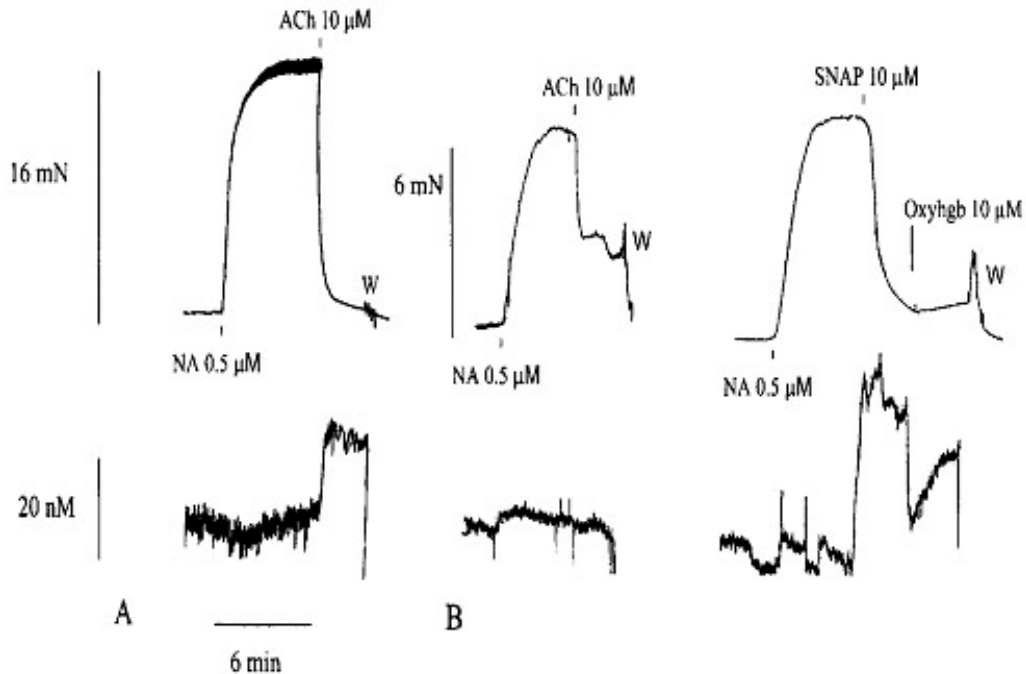 ACh 10 µM
16 mN
W
NA 0.5 µM
20 nM
A
6 min
ACh 10 µM
6 mN
W
NA 0.5 µM
B
SNAP 10 µM
Oxyhgb 10 µM
W
NA 0.5 µM